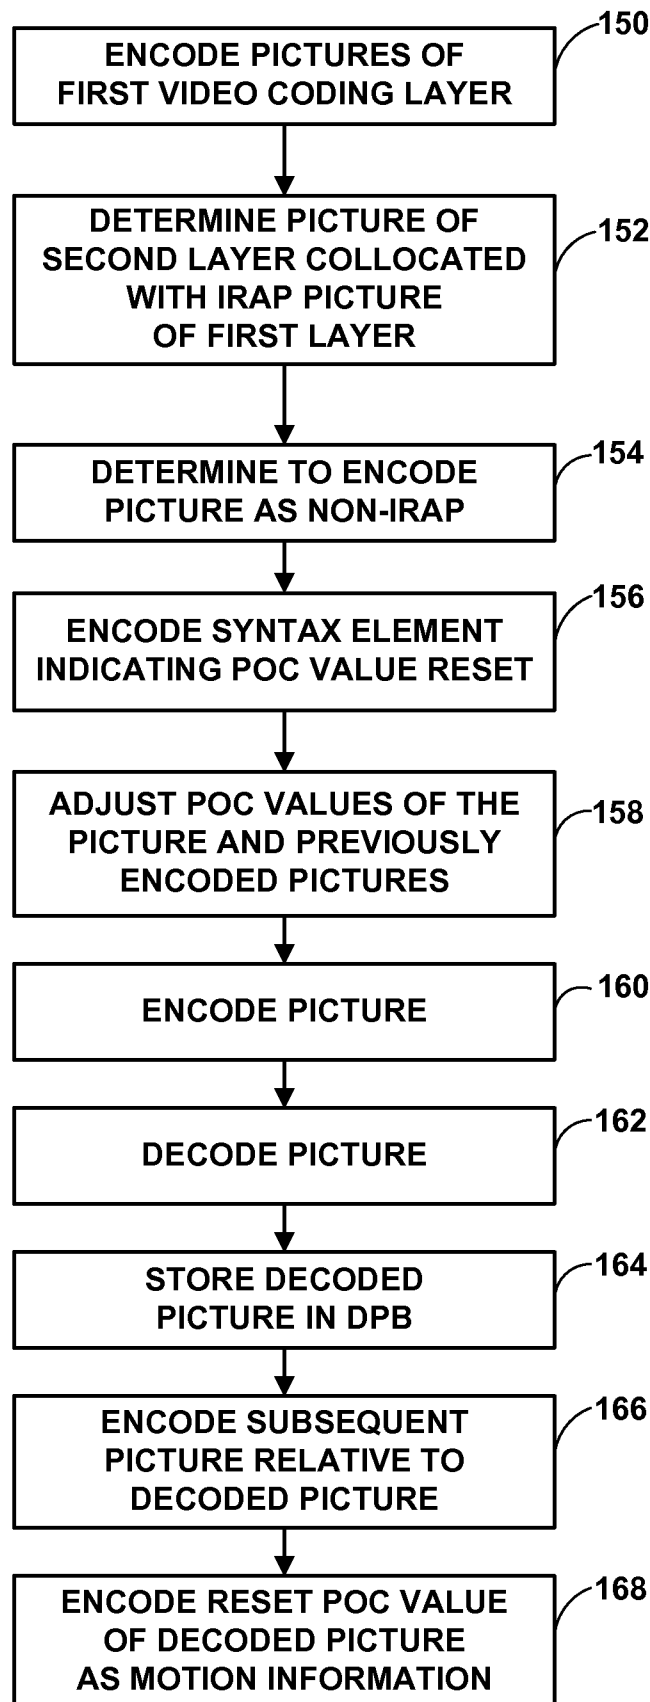 150
ENCODE PICTURES OF
FIRST VIDEO CODING LAYER
152
DETERMINE PICTURE OF
SECOND LAYER COLLOCATED
WITH IRAP PICTURE
OF FIRST LAYER
154
DETERMINE TO ENCODE
PICTURE AS NON-IRAP
156
ENCODE SYNTAX ELEMENT
INDICATING POC VALUE RESET
158
ADJUST POC VALUES OF THE
PICTURE AND PREVIOUSLY
ENCODED PICTURES
160
ENCODE PICTURE
162
DECODE PICTURE
164
STORE DECODED
PICTURE IN DPB
166
ENCODE SUBSEQUENT
PICTURE RELATIVE TO
DECODED PICTURE
168
ENCODE RESET POC VALUE
OF DECODED PICTURE
AS MOTION INFORMATION